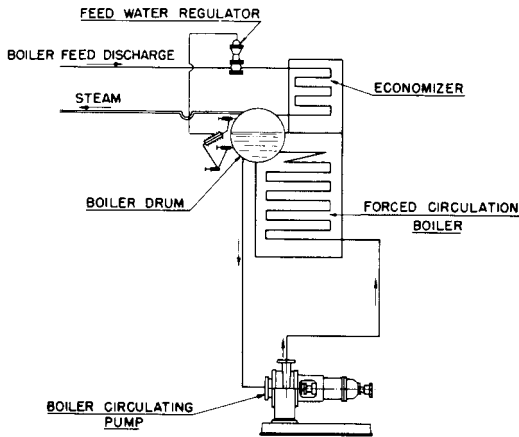 FEED WATER REGULATOR
BOILER FEED DISCHARGE
ECONOMIZER
STEAM
BOILER DRUM
FORCED CIRCULATION
BOILER
BOILER CIRCULATING
PUMP